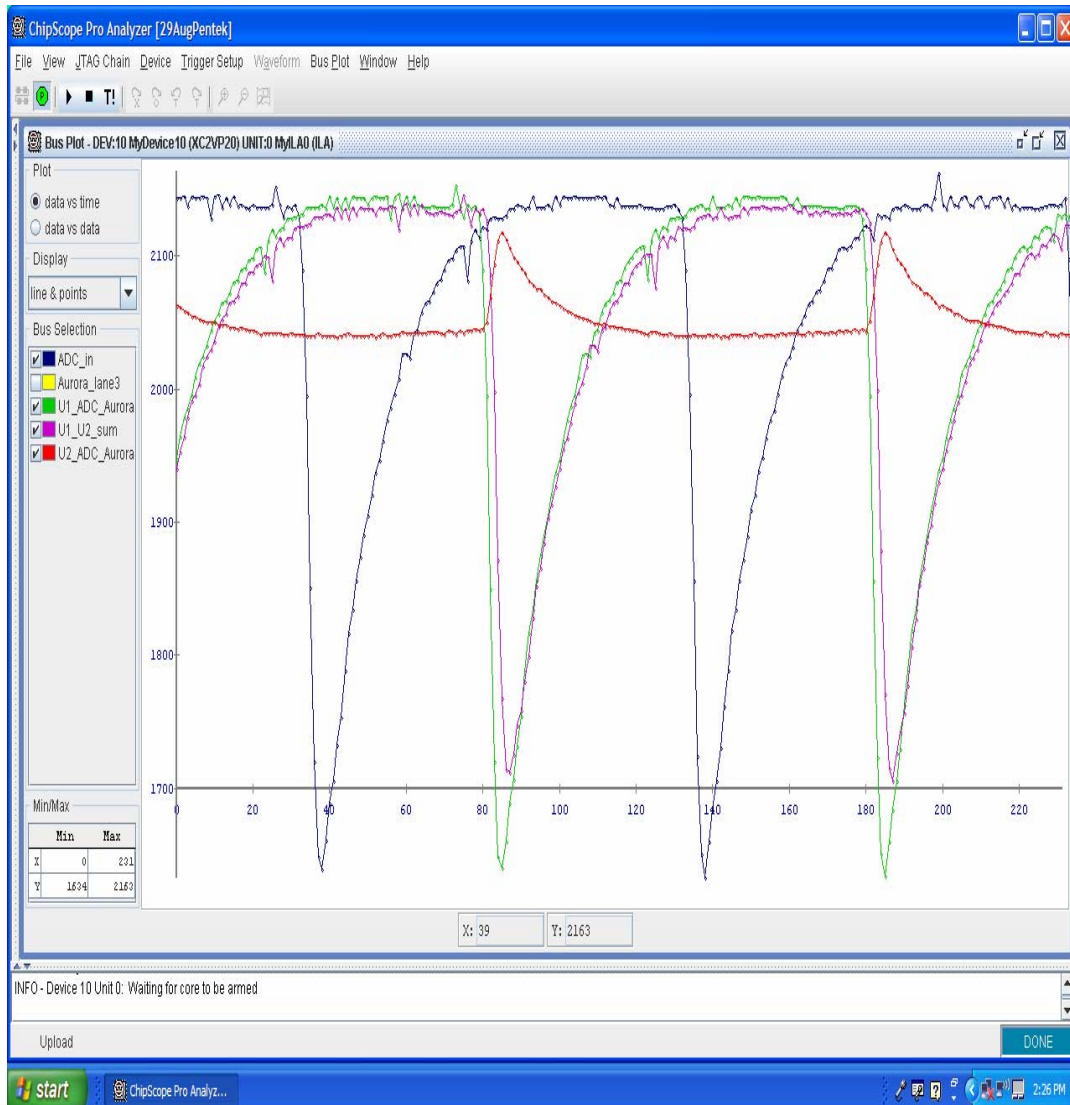 ChipScope Pro Analyzer [29AugPentek]
File View JTAG Chain Device Trigger Setup Waveform Bus Plot Window Help
T!
Bus Plot - DEV:10 MyDevice10 (XC2VP20) UNIT:0 MyILA0 (ILA)
Plot
data vs time
data vs data
Display
line & points
Bus Selection
ADC_in
Aurora_lane3
U1_ADC_Aurora
U1_U2_sum
U2_ADC_Aurora
2100
2000
1900
1800
1700
0 20 40 60 80 100 120 140 160 180 200 220
Min/Max
Min Max
X 0 231
Y 1634 2163
X: 39 Y: 2163
INFO - Device 10 Unit 0: Waiting for core to be armed
Upload DONE
start ChipScope Pro Analyz... 2:26 PM